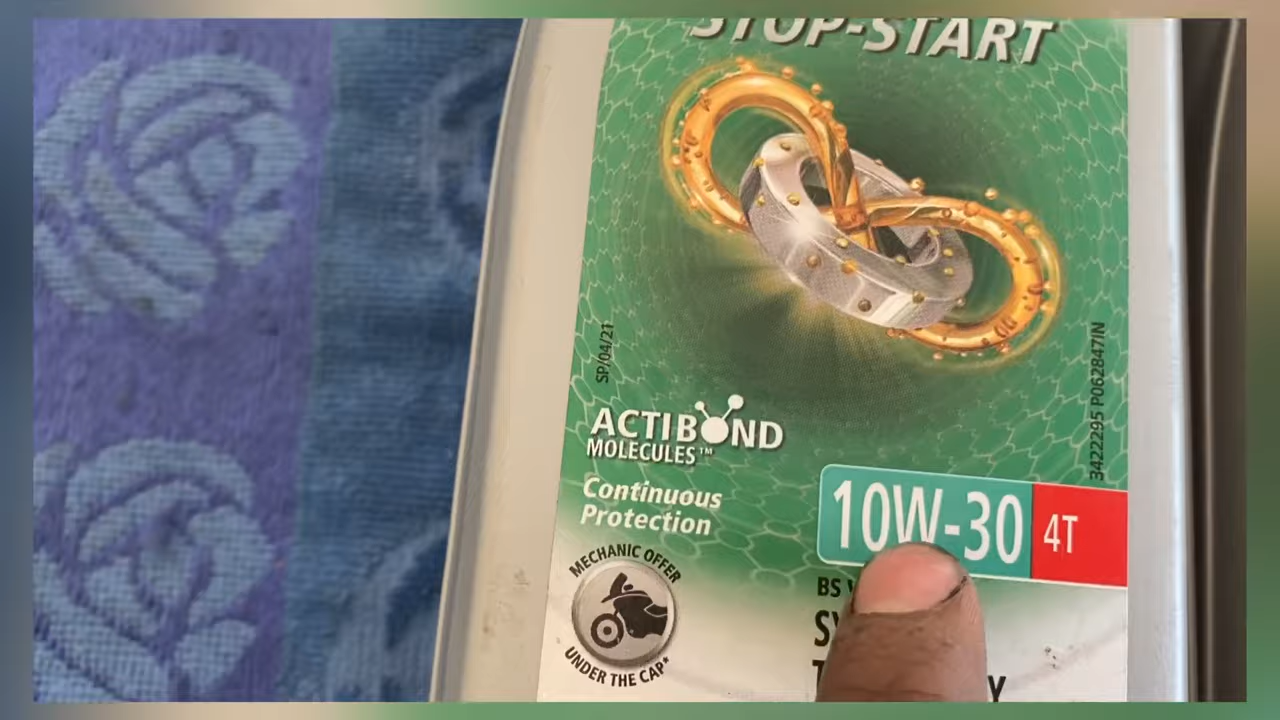 STOP-START
SP/04/21
3422295 P062847IN
ACTIBOND
MOLECULES™
Continuous
Protection
10W-30 4T
MECHANIC OFFER
UNDER THE CAP*
BS